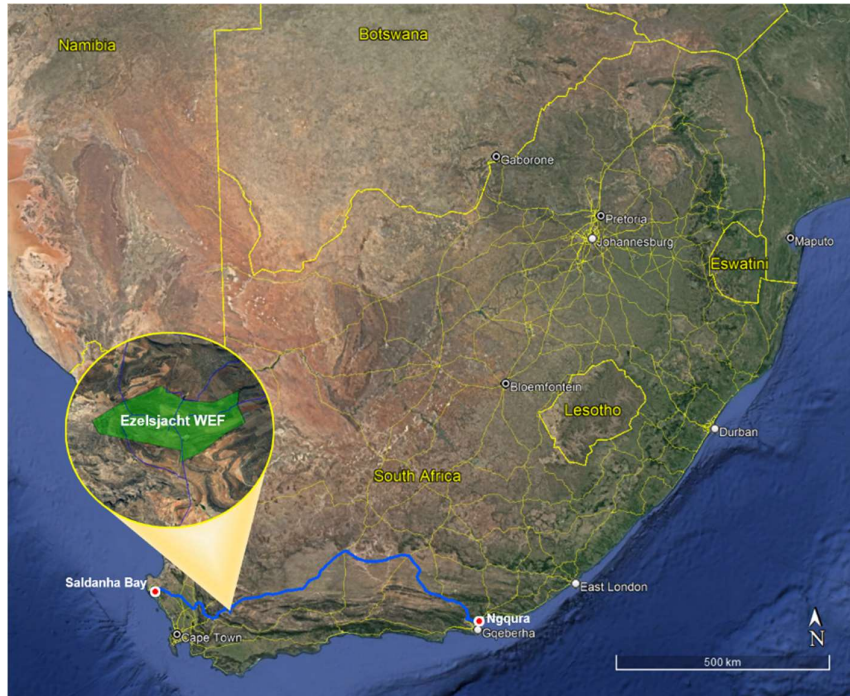 Namibia
Botswana
Gaborone
Pretoria
Johannesburg
Maputo
Eswatini
Bloemfontein
Lesotho
Ezelsjacht WEF
Durban
South Africa
Saldanha Bay
East London
Ngqura
Gqeberha
Cape Town
N
500 km